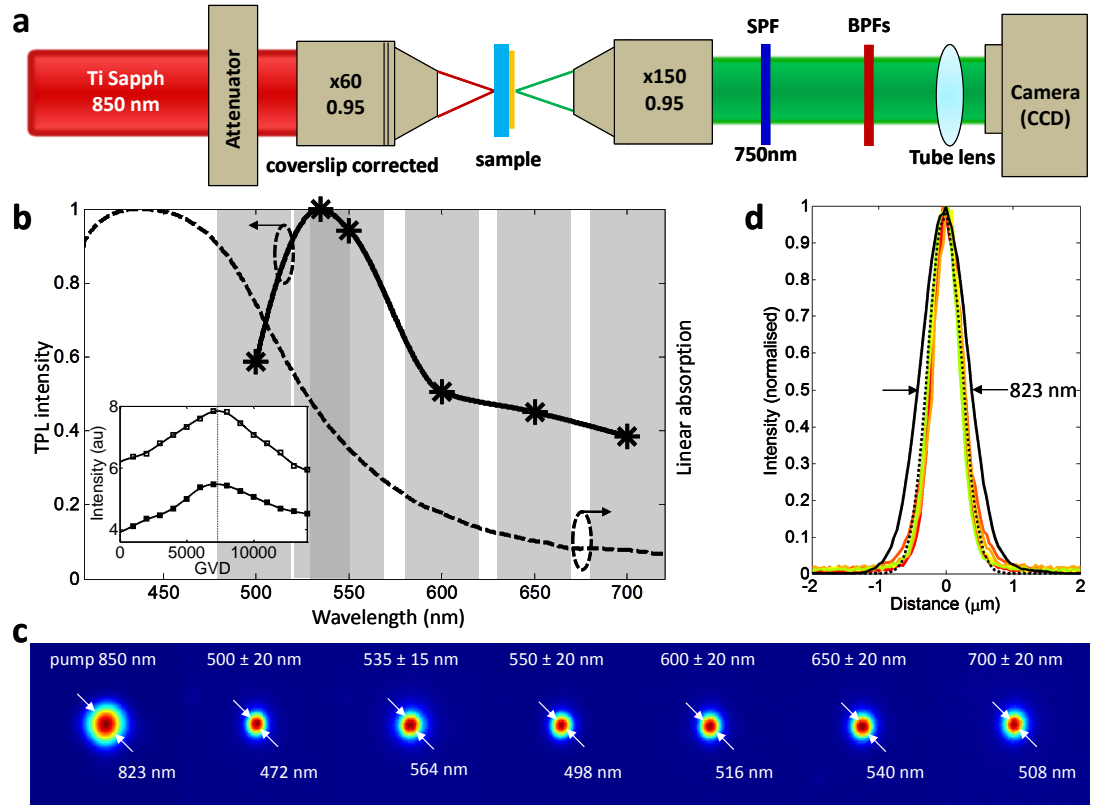 a
Ti Sapph
850 nm
Attenuator
x60
0.95
coverslip corrected
sample
x150
0.95
SPF
750nm
BPFs
Tube lens
Camera
(CCD)
b
TPL intensity
1
0.8
0.6
0.4
0.2
0
450
500
550
600
650
700
Wavelength (nm)
Linear absorption
Intensity (au)
8
6
4
0
5000
10000
GVD
d
Intensity (normalised)
1
0.9
0.8
0.7
0.6
0.5
0.4
0.3
0.2
0.1
0
-2
-1
0
1
2
Distance (μm)
823 nm
c
pump 850 nm
500 ± 20 nm
535 ± 15 nm
550 ± 20 nm
600 ± 20 nm
650 ± 20 nm
700 ± 20 nm
823 nm
472 nm
564 nm
498 nm
516 nm
540 nm
508 nm